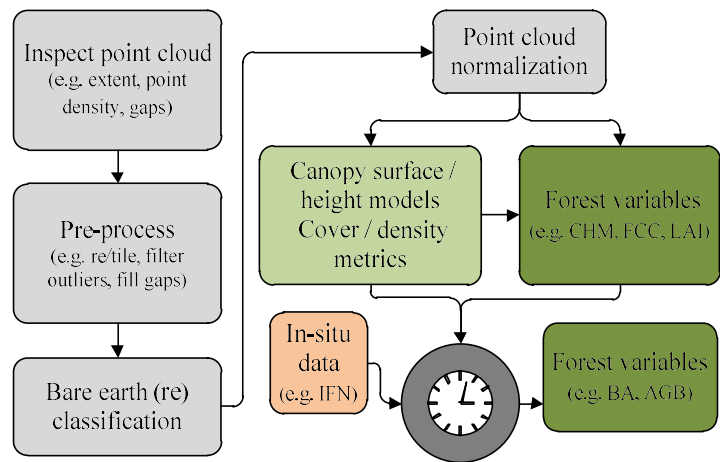 Inspect point cloud
(e.g. extent, point
density, gaps)
Pre-process
(e.g. re/tile, filter
outliers, fill gaps)
Bare earth (re)
classification
Point cloud
normalization
Canopy surface /
height models
Cover / density
metrics
Forest variables
(e.g. CHM, FCC, LAI)
In-situ
data
(e.g. IFN)
Forest variables
(e.g. BA, AGB)